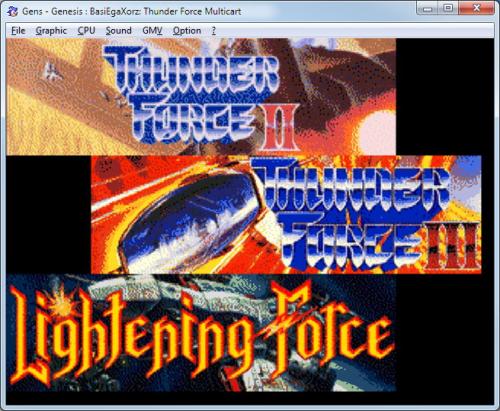 Gens - Genesis : BasiEgaXorz: Thunder Force Multicart
File Graphic CPU Sound GMV Option ?
THUNDER
FORCE II
THUNDER
FORCE III
Lightening Force